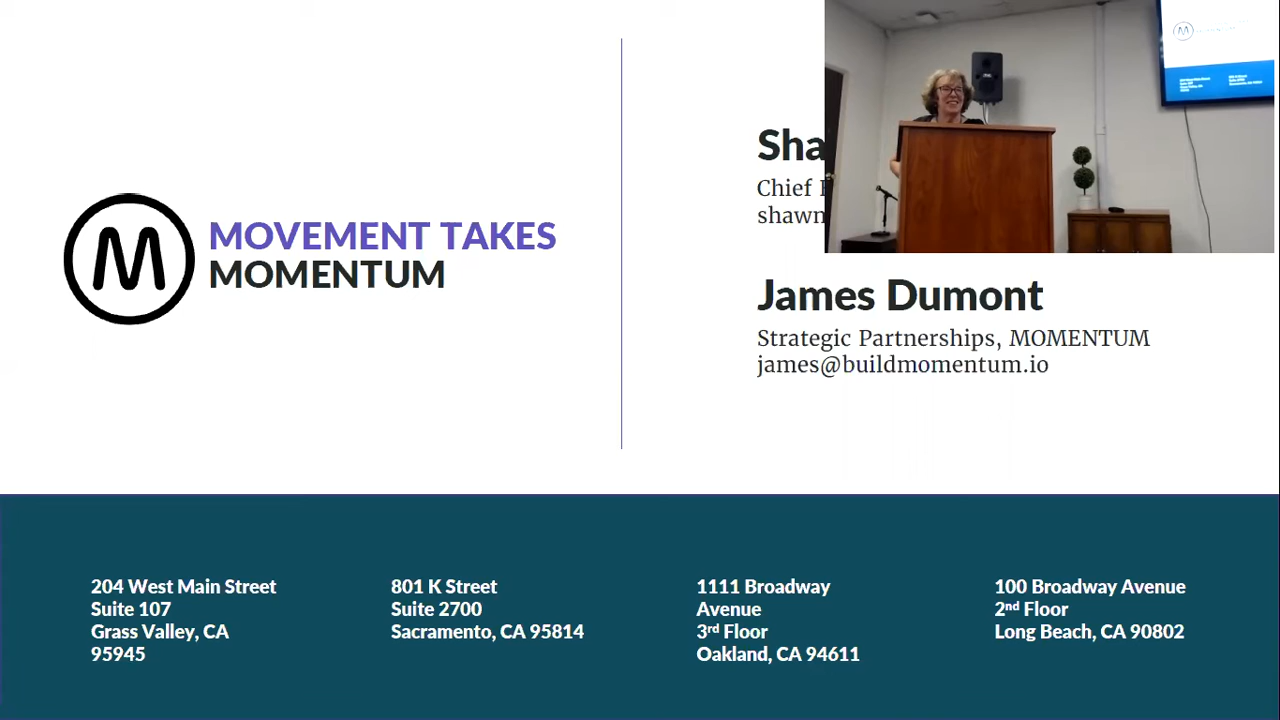 M
MOVEMENT TAKES
MOMENTUM
Sha
Chief
shawn
James Dumont
Strategic Partnerships, MOMENTUM
james@buildmomentum.io
204 West Main Street
Suite 107
Grass Valley, CA
95945
801 K Street
Suite 2700
Sacramento, CA 95814
1111 Broadway
Avenue
3rd Floor
Oakland, CA 94611
100 Broadway Avenue
2nd Floor
Long Beach, CA 90802